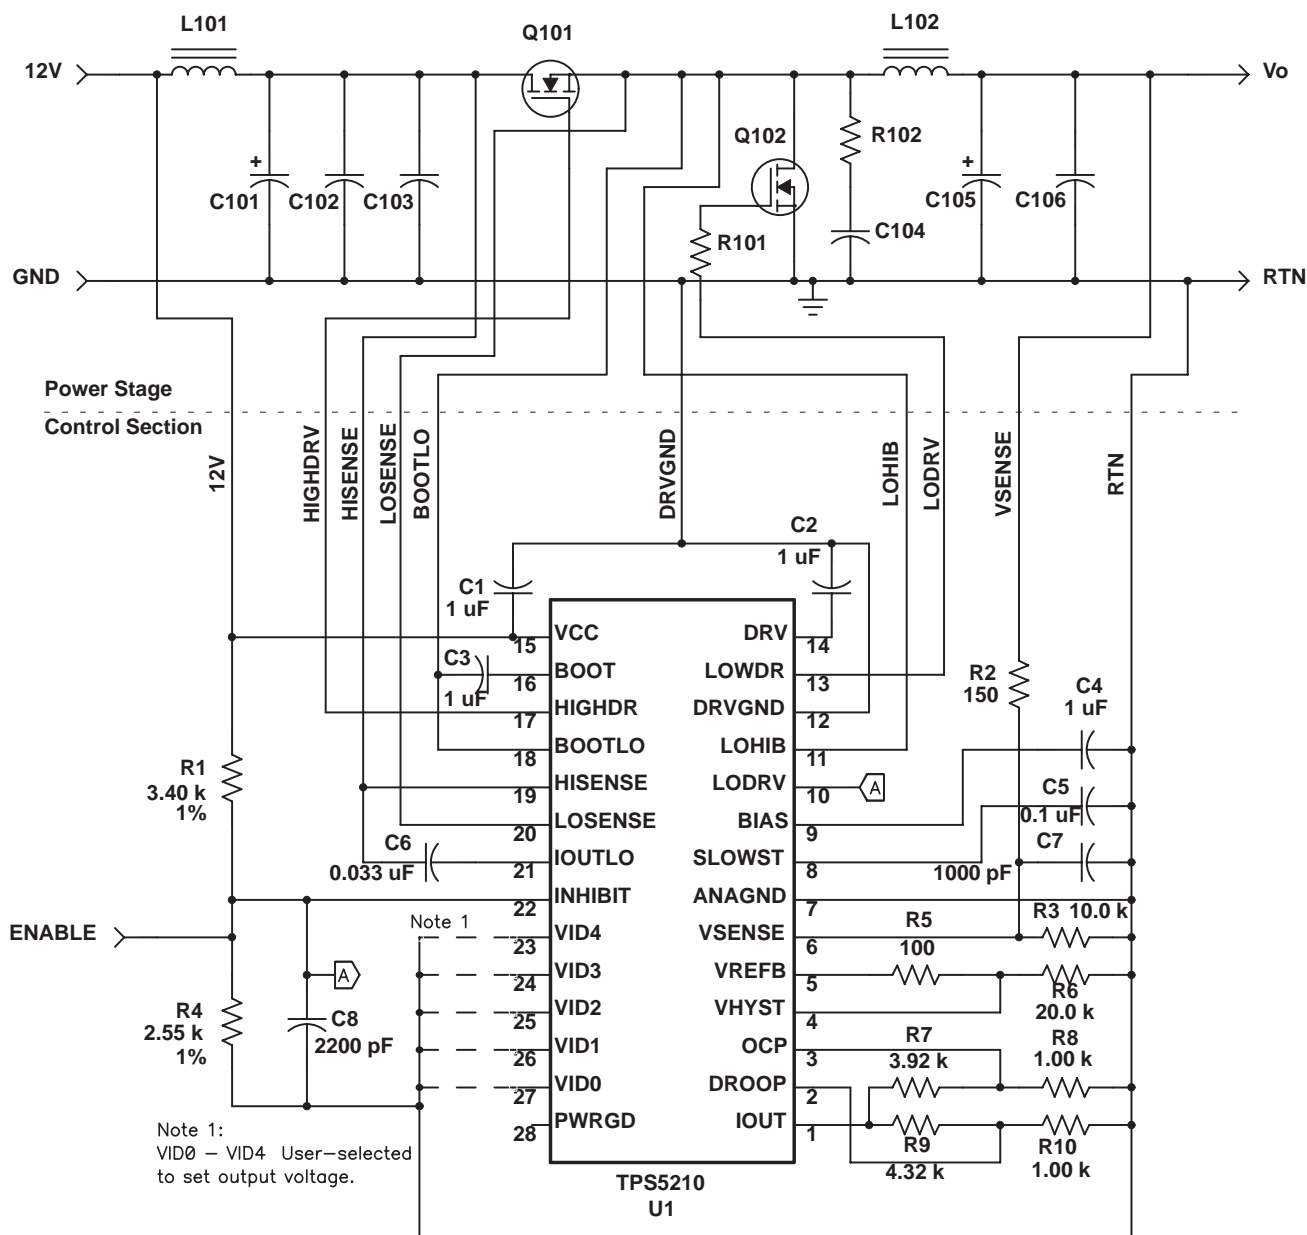 L101
Q101
L102
12V
Vo
Q102
R102
+
C101
C102
C103
+
C105
C106
R101
C104
GND
RTN
Power Stage
Control Section
12V
HIGHDRV
HISENSE
LOSENSE
BOOTLO
DRVGND
LOHIB
LODRV
VSENSE
RTN
C1
1 uF
C2
1 uF
C3
1 uF
R2
150
C4
1 uF
C5
0.1 uF
C7
1000 pF
R1
3.40 k
1%
C6
0.033 uF
VCC
15
BOOT
16
HIGHDR
17
BOOTLO
18
HISENSE
19
LOSENSE
20
IOUTLO
21
INHIBIT
22
VID4
23
VID3
24
VID2
25
VID1
26
VID0
27
PWRGD
28
DRV
14
LOWDR
13
DRVGND
12
LOHIB
11
LODRV
10
A
BIAS
9
SLOWST
8
ANAGND
7
VSENSE
6
VREFB
5
VHYST
4
OCP
3
DROOP
2
IOUT
1
ENABLE
Note 1
A
R4
2.55 k
1%
C8
2200 pF
R3 10.0 k
R5
100
R6
20.0 k
R7
3.92 k
R8
1.00 k
R9
4.32 k
R10
1.00 k
Note 1:
VID0 – VID4 User–selected
to set output voltage.
TPS5210
U1